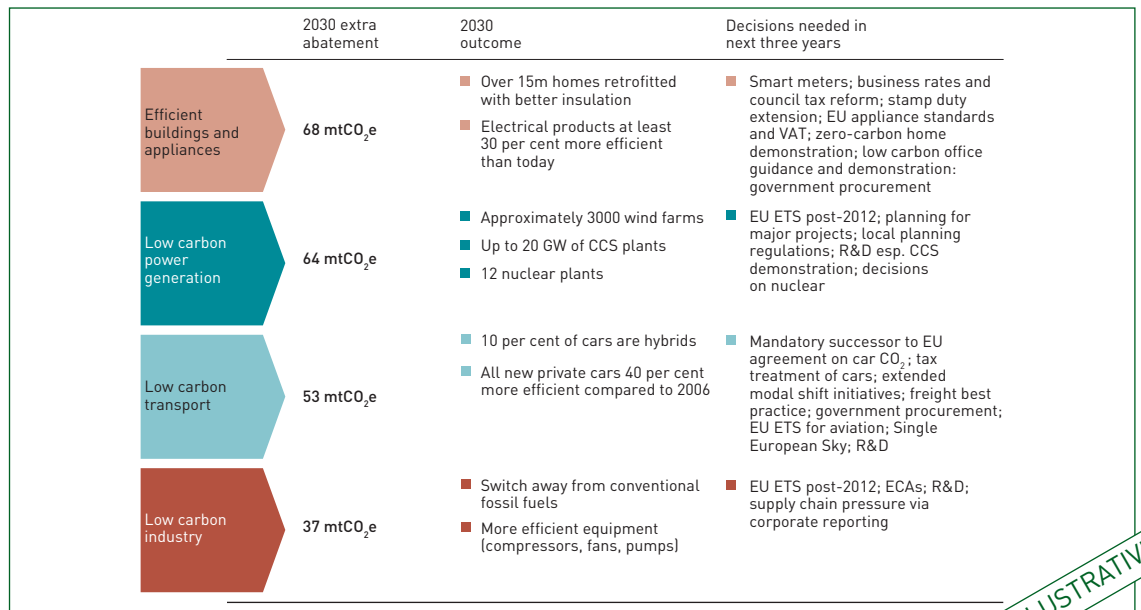 2030 extra
abatement
2030
outcome
Decisions needed in
next three years
Efficient
buildings and
appliances
68 mtCO₂e
Over 15m homes retrofitted
with better insulation
Electrical products at least
30 per cent more efficient
than today
Smart meters; business rates and
council tax reform; stamp duty
extension; EU appliance standards
and VAT; zero-carbon home
demonstration; low carbon office
guidance and demonstration:
government procurement
Low carbon
power
generation
64 mtCO₂e
Approximately 3000 wind farms
Up to 20 GW of CCS plants
12 nuclear plants
EU ETS post-2012; planning for
major projects; local planning
regulations; R&D esp. CCS
demonstration; decisions
on nuclear
Low carbon
transport
53 mtCO₂e
10 per cent of cars are hybrids
All new private cars 40 per cent
more efficient compared to 2006
Mandatory successor to EU
agreement on car CO₂; tax
treatment of cars; extended
modal shift initiatives; freight best
practice; government procurement;
EU ETS for aviation; Single
European Sky; R&D
Low carbon
industry
37 mtCO₂e
Switch away from conventional
fossil fuels
More efficient equipment
(compressors, fans, pumps)
EU ETS post-2012; ECAs; R&D;
supply chain pressure via
corporate reporting